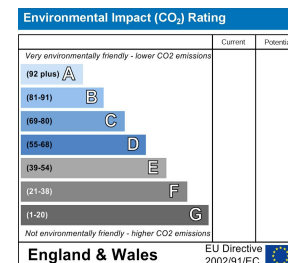 Environmental Impact (CO₂) Rating
Current Potentia
Very environmentally friendly - lower CO2 emissions
(92 plus) A
(81-91) B
(69-80) C
(55-68) D
(39-54) E
(21-38) F
(1-20) G
Not environmentally friendly - higher CO2 emissions
England & Wales
EU Directive
2002/91/EC